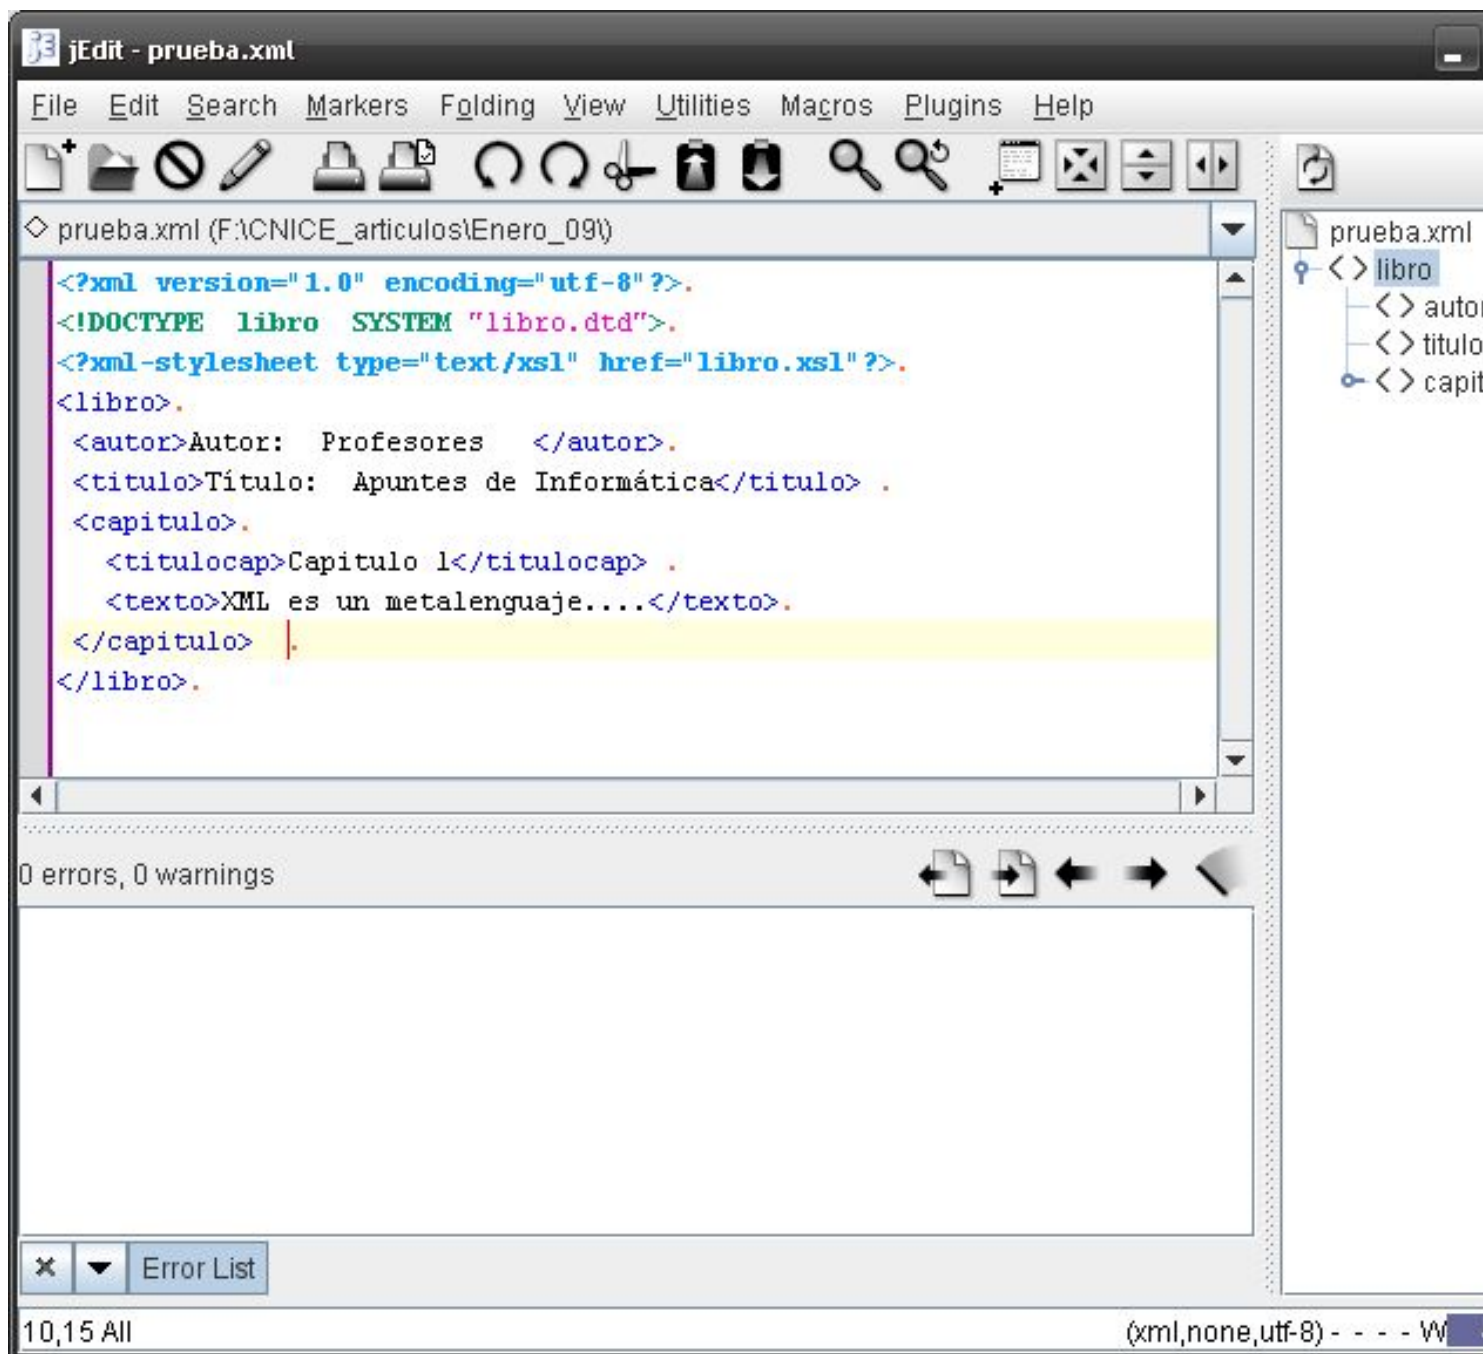 jEdit - prueba.xml
File Edit Search Markers Folding View Utilities Macros Plugins Help
prueba.xml (F:\CNICE_articulos\Enero_09\)
<?xml version="1.0" encoding="utf-8"?>.
<!DOCTYPE libro SYSTEM "libro.dtd">.
<?xml-stylesheet type="text/xsl" href="libro.xsl"?>.
<libro>.
<autor>Autor: Profesores </autor>.
<titulo>Título: Apuntes de Informática</titulo> .
<capitulo>.
<titulocap>Capitulo 1</titulocap> .
<texto>XML es un metalenguaje....</texto>.
</capitulo> .
</libro>.
0 errors, 0 warnings
Error List
10,15 All
(xml,none,utf-8) - - - - W
prueba.xml
<> libro
<> autor
<> titulo
<> capit